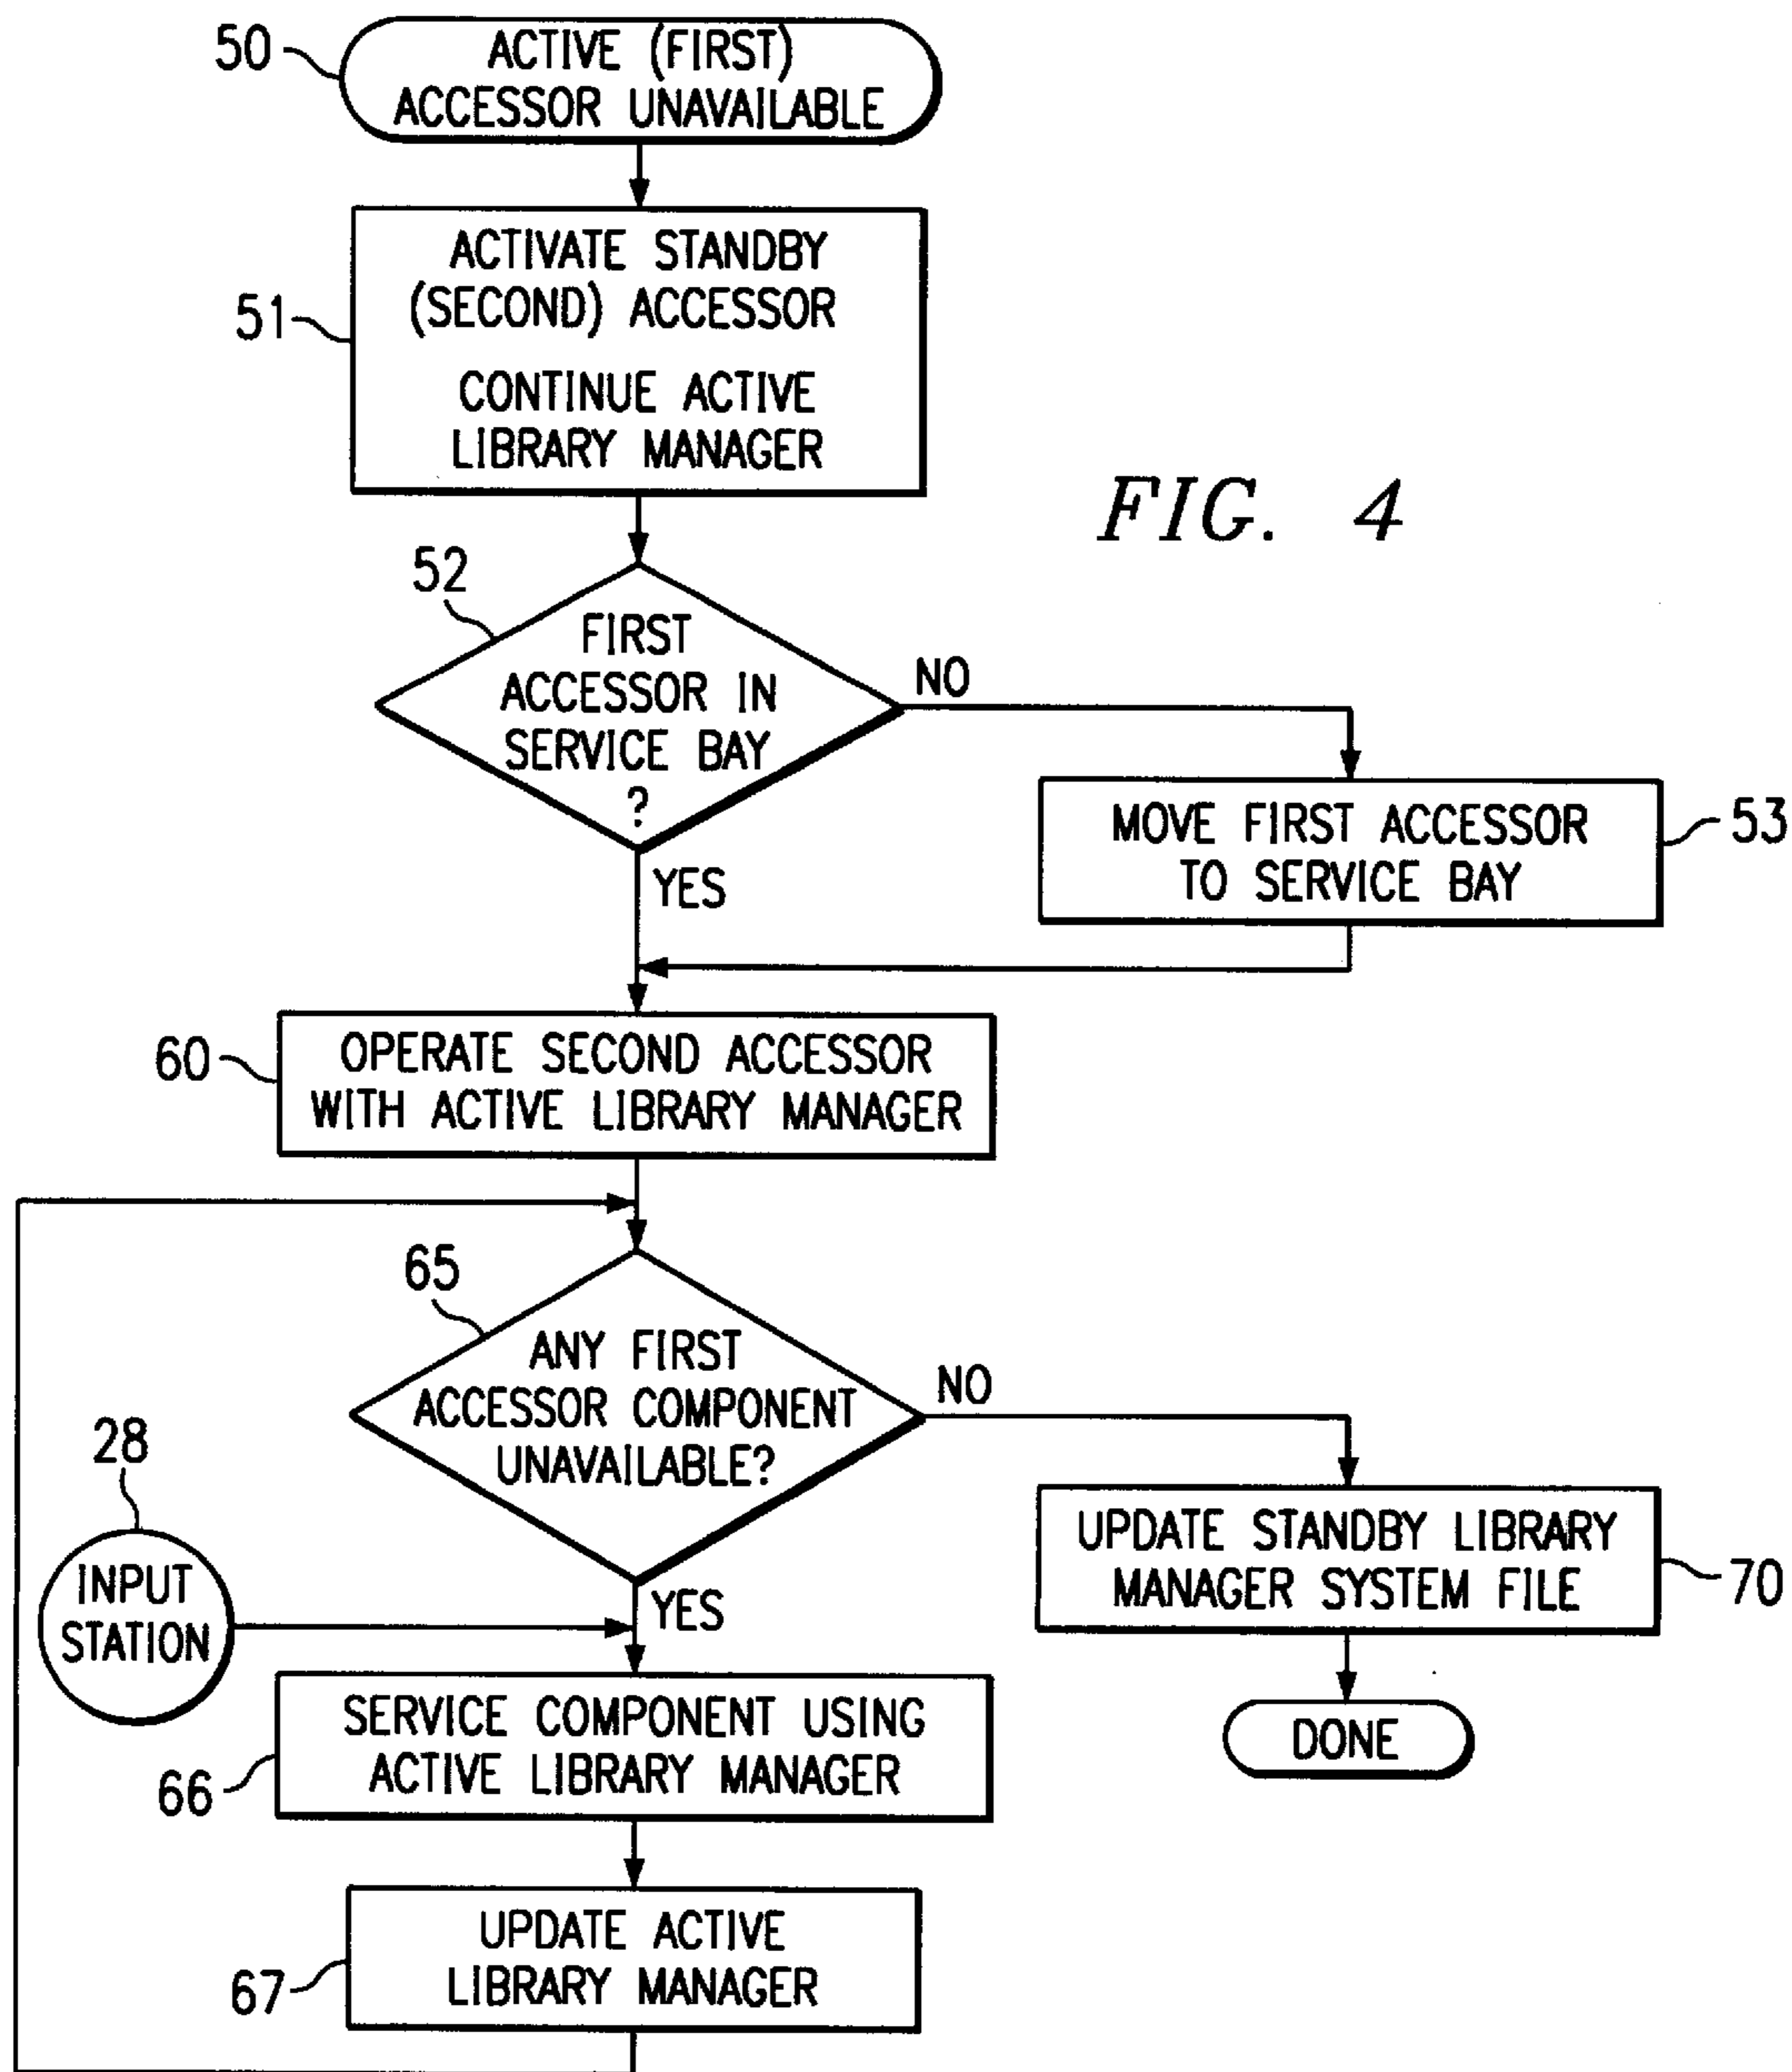 50
ACTIVE (FIRST)
ACCESSOR UNAVAILABLE
51
ACTIVATE STANDBY
(SECOND) ACCESSOR
CONTINUE ACTIVE
LIBRARY MANAGER
FIG. 4
52
FIRST
ACCESSOR IN
SERVICE BAY
?
NO
YES
MOVE FIRST ACCESSOR
TO SERVICE BAY
53
60
OPERATE SECOND ACCESSOR
WITH ACTIVE LIBRARY MANAGER
65
ANY FIRST
ACCESSOR COMPONENT
UNAVAILABLE?
NO
YES
28
INPUT
STATION
UPDATE STANDBY LIBRARY
MANAGER SYSTEM FILE
70
DONE
SERVICE COMPONENT USING
ACTIVE LIBRARY MANAGER
66
UPDATE ACTIVE
LIBRARY MANAGER
67